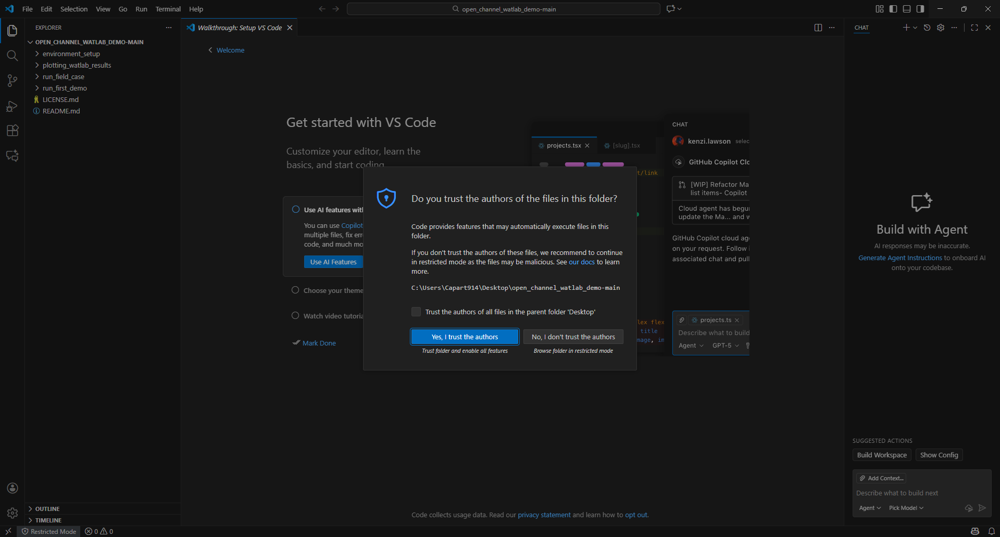 File Edit Selection View Go Run Terminal Help
open_channel_watlab_demo-main
EXPLORER
OPEN_CHANNEL_WATLAB_DEMO-MAIN
environment_setup
plotting_watlab_results
run_field_case
run_first_demo
LICENSE.md
README.md
OUTLINE
TIMELINE
Walkthrough: Setup VS Code
Welcome
Get started with VS Code
Customize your editor, learn the
basics, and start coding
Use AI features with
You can use Copilot
multiple files, fix err
code, and much mo
Use AI Features
Choose your theme
Watch video tutoria
Mark Done
projects.tsx
[slug].tsx
t/link
lex flex
title
mage, im
CHAT
kenzi.lawson selec
GitHub Copilot Clo
[WIP] Refactor Ma
list items- Copilot
Cloud agent has begun
update the Ma... and w
GitHub Copilot cloud age
on your request. Follow i
associated chat and pull
projects.ts
Describe what to build
Agent GPT-5
Do you trust the authors of the files in this folder?
Code provides features that may automatically execute files in this
folder.
If you don't trust the authors of these files, we recommend to continue
in restricted mode as the files may be malicious. See our docs to learn
more.
C:\Users\Capart914\Desktop\open_channel_watlab_demo-main
Trust the authors of all files in the parent folder 'Desktop'
Yes, I trust the authors
No, I don't trust the authors
Trust folder and enable all features
Browse folder in restricted mode
Code collects usage data. Read our privacy statement and learn how to opt out.
CHAT
Build with Agent
AI responses may be inaccurate.
Generate Agent Instructions to onboard AI
onto your codebase.
SUGGESTED ACTIONS
Build Workspace
Show Config
Add Context...
Describe what to build next
Agent Pick Model
Restricted Mode 0 0